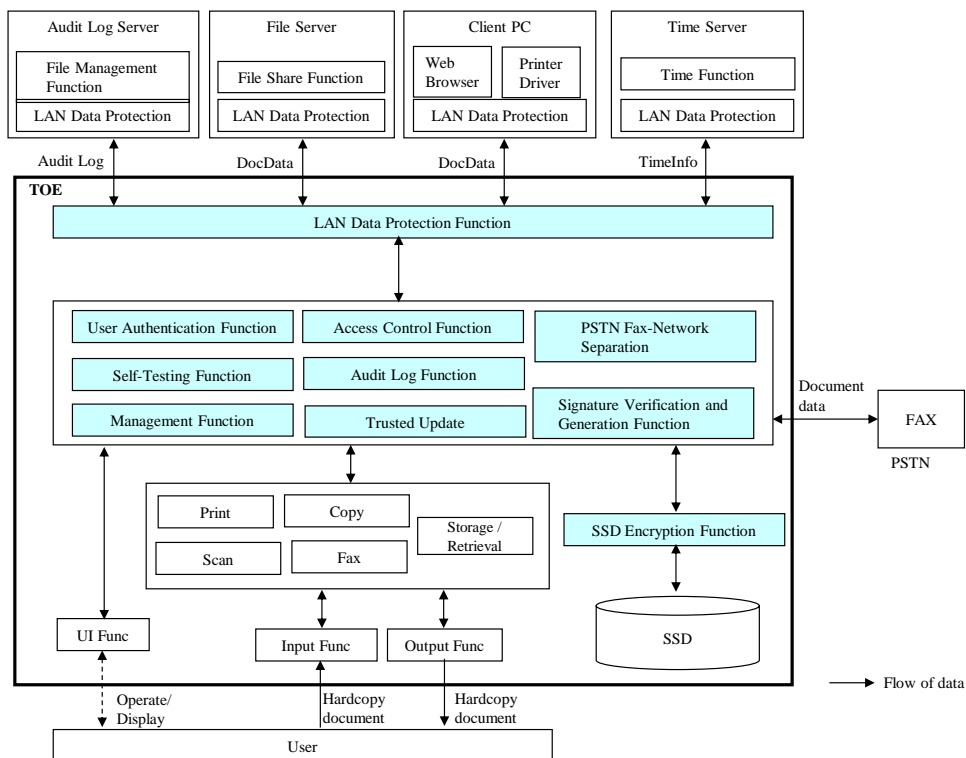 Audit Log Server
File Management
Function
LAN Data Protection
File Server
File Share Function
LAN Data Protection
Client PC
Web
Browser
Printer
Driver
LAN Data Protection
Time Server
Time Function
LAN Data Protection
Audit Log
DocData
DocData
TimeInfo
TOE
LAN Data Protection Function
User Authentication Function
Access Control Function
PSTN Fax-Network
Separation
Self-Testing Function
Audit Log Function
Management Function
Trusted Update
Signature Verification and
Generation Function
Document
data
FAX
PSTN
Print
Copy
Storage /
Retrieval
Scan
Fax
SSD Encryption Function
SSD
UI Func
Input Func
Output Func
Flow of data
Operate/
Display
Hardcopy
document
Hardcopy
document
User